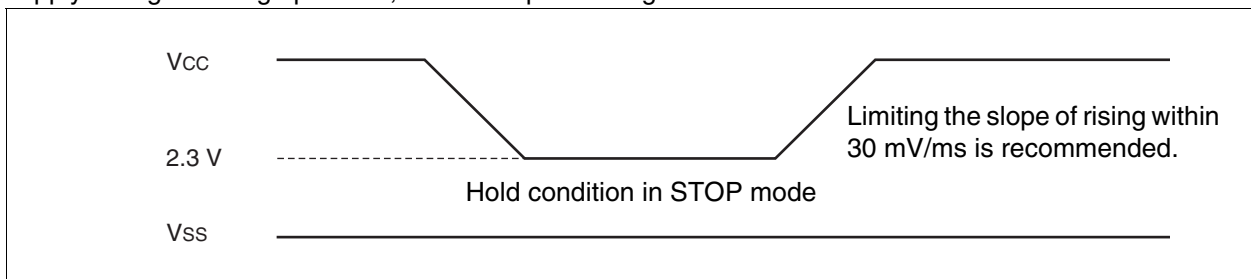 VCC
Limiting the slope of rising within
30 mV/ms is recommended.
2.3 V
Hold condition in STOP mode
VSS